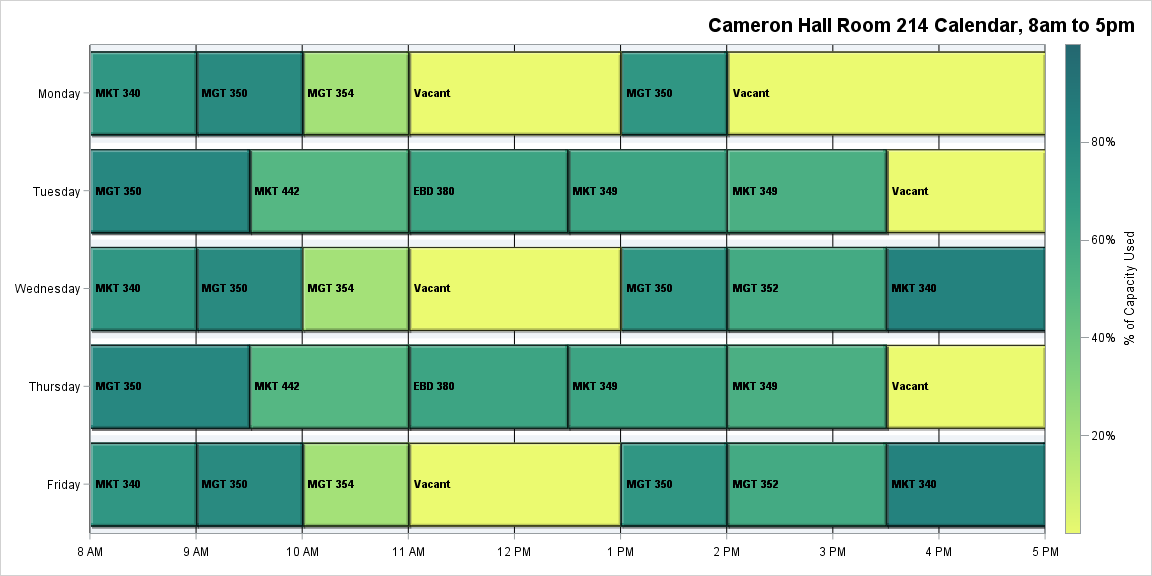 Cameron Hall Room 214 Calendar, 8am to 5pm
Monday MKT 340 MGT 350 MGT 354 Vacant MGT 350 Vacant
80%
Tuesday MGT 350 MKT 442 EBD 380 MKT 349 MKT 349 Vacant
60%
Wednesday MKT 340 MGT 350 MGT 354 Vacant MGT 350 MGT 352 MKT 340
% of Capacity Used
40%
Thursday MGT 350 MKT 442 EBD 380 MKT 349 MKT 349 Vacant
20%
Friday MKT 340 MGT 350 MGT 354 Vacant MGT 350 MGT 352 MKT 340
8 AM 9 AM 10 AM 11 AM 12 PM 1 PM 2 PM 3 PM 4 PM 5 PM